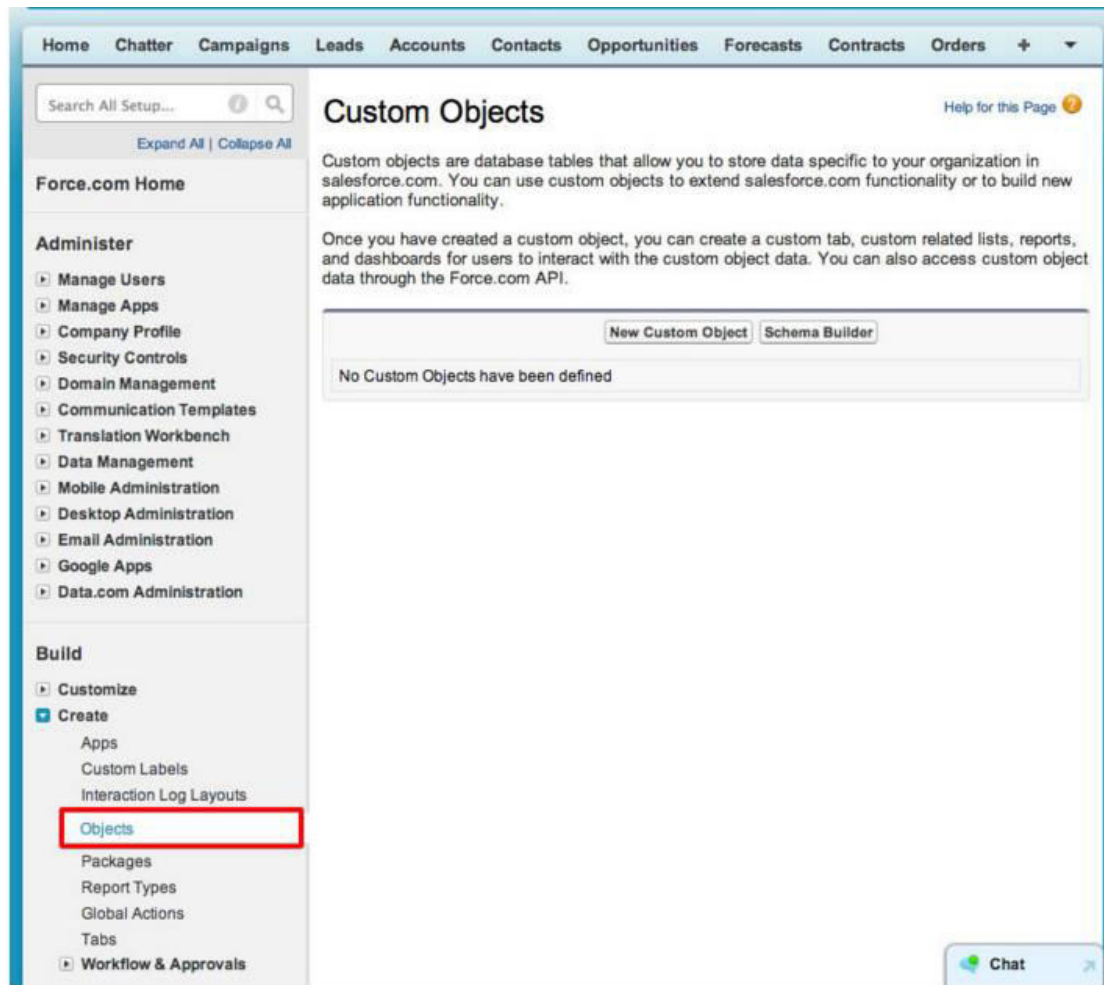 Home Chatter Campaigns Leads Accounts Contacts Opportunities Forecasts Contracts Orders +
Search All Setup...
Expand All | Collapse All
Force.com Home
Administer
Manage Users
Manage Apps
Company Profile
Security Controls
Domain Management
Communication Templates
Translation Workbench
Data Management
Mobile Administration
Desktop Administration
Email Administration
Google Apps
Data.com Administration
Build
Customize
Create
Apps
Custom Labels
Interaction Log Layouts
Objects
Packages
Report Types
Global Actions
Tabs
Workflow & Approvals
Custom Objects
Help for this Page ?
Custom objects are database tables that allow you to store data specific to your organization in
salesforce.com. You can use custom objects to extend salesforce.com functionality or to build new
application functionality.
Once you have created a custom object, you can create a custom tab, custom related lists, reports,
and dashboards for users to interact with the custom object data. You can also access custom object
data through the Force.com API.
New Custom Object Schema Builder
No Custom Objects have been defined
Chat